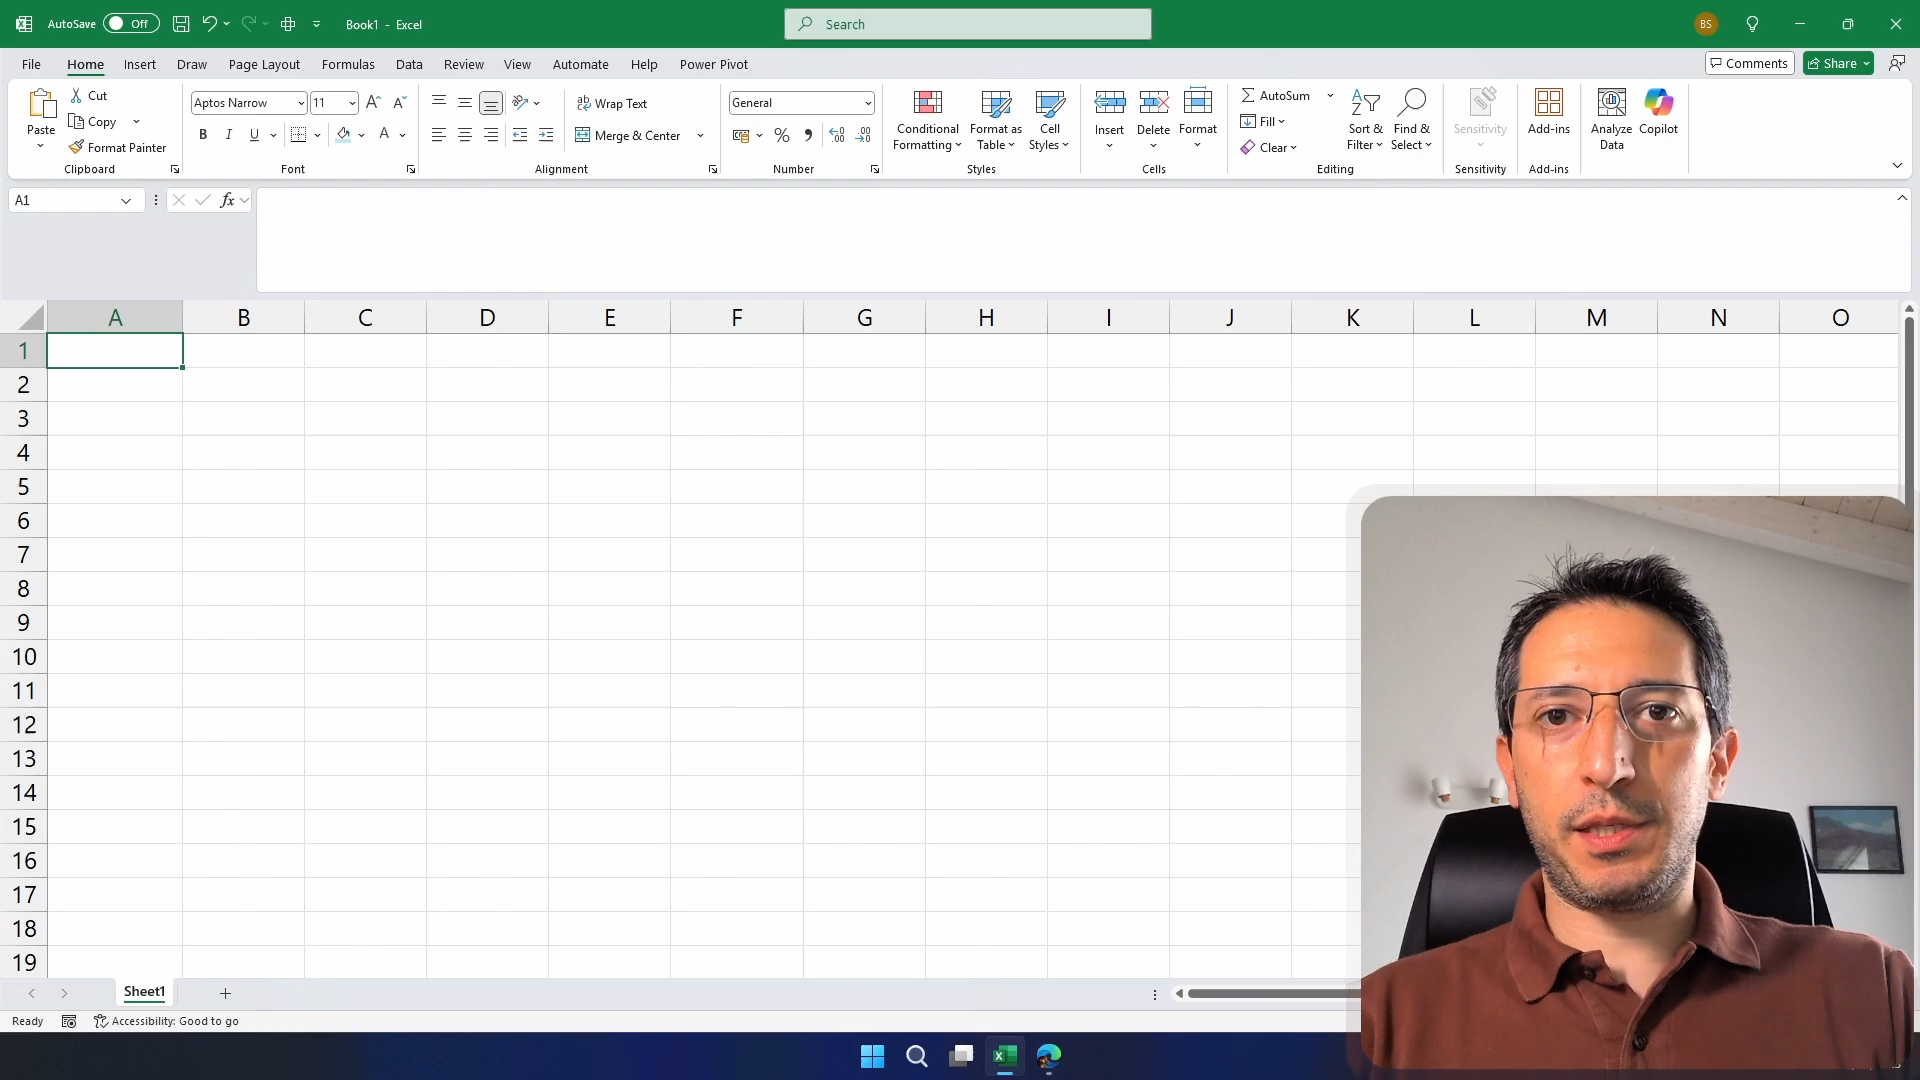 AutoSave Off Book1 - Excel Search BS
File Home Insert Draw Page Layout Formulas Data Review View Automate Help Power Pivot Comments Share
Paste Cut Copy Format Painter Clipboard
Aptos Narrow 11 B I U A Font
ab Wrap Text Merge & Center Alignment
General % Number
Conditional Formatting Format as Table Cell Styles Styles
Insert Delete Format Cells
AutoSum Fill Clear Sort & Filter Find & Select Editing
Sensitivity Sensitivity
Add-ins Add-ins
Analyze Data Copilot
A1 fx
A B C D E F G H I J K L M N O
1
2
3
4
5
6
7
8
9
10
11
12
13
14
15
16
17
18
19
Sheet1
Ready Accessibility: Good to go